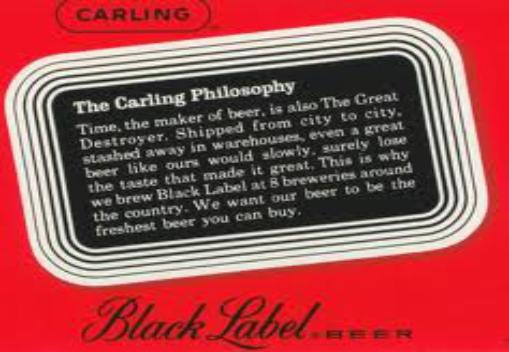 CARLING
The Carling Philosophy
Time, the maker of beer, is also The Great
Destroyer. Shipped from city to city,
stashed away in warehouses, even a great
beer like ours would slowly, surely lose
the taste that made it great. This is why
we brew Black Label at 8 breweries around
the country. We want our beer to be the
freshest beer you can buy.
Black Label BEER